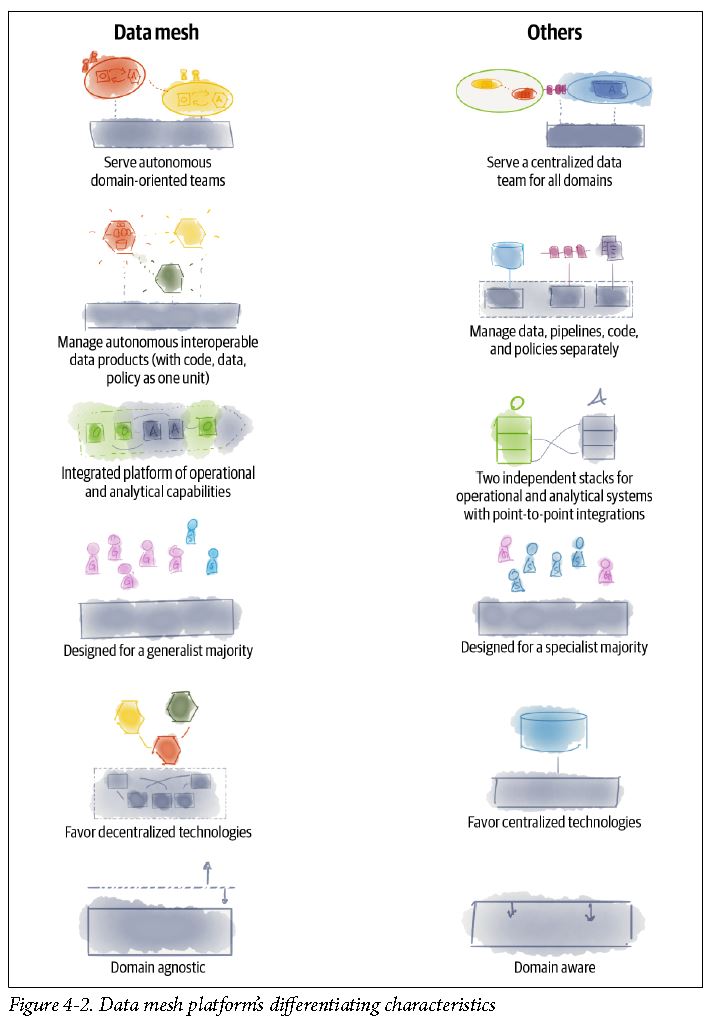 Data mesh
Others
Serve autonomous
domain-oriented teams
A
Serve a centralized data
team for all domains
Manage autonomous interoperable
data products (with code, data,
policy as one unit)
Manage data, pipelines, code,
and policies separately
O O A A O
Integrated platform of operational
and analytical capabilities
O A
Two independent stacks for
operational and analytical systems
with point-to-point integrations
G G G G G S S
Designed for a generalist majority
G S S S S G
Designed for a specialist majority
Favor decentralized technologies
Favor centralized technologies
Domain agnostic
Domain aware
Figure 4-2. Data mesh platform's differentiating characteristics